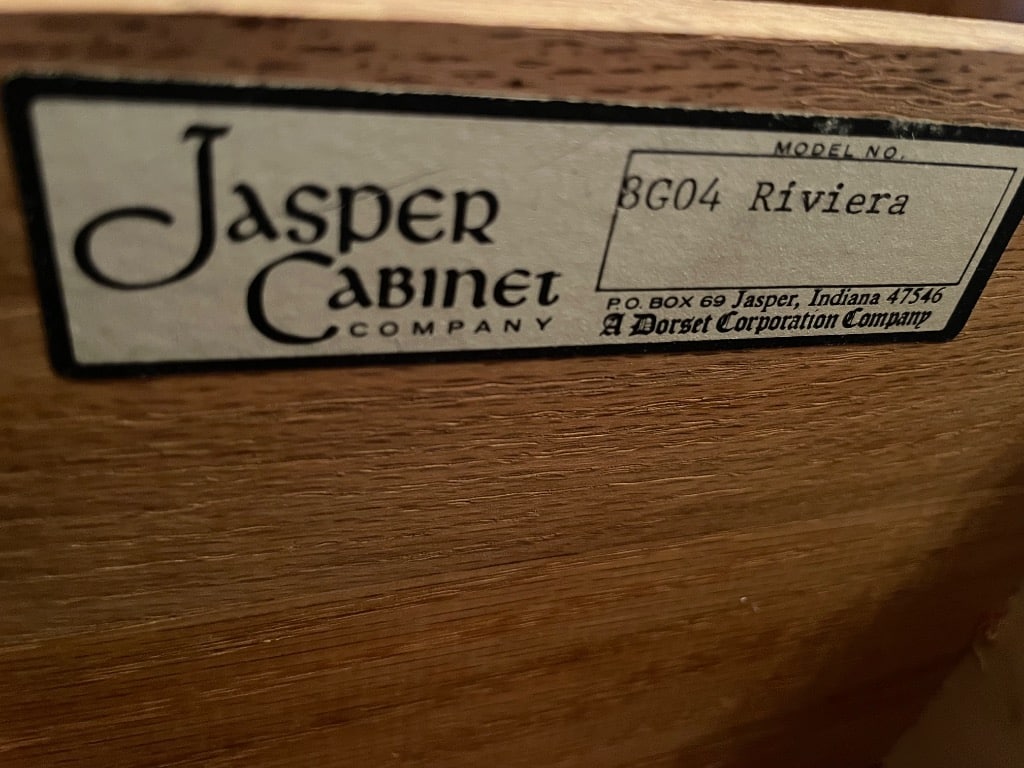 Jasper
Cabinet
COMPANY
MODEL NO.
8G04 Riviera
P.O. BOX 69 Jasper, Indiana 47546
A Dorset Corporation Company